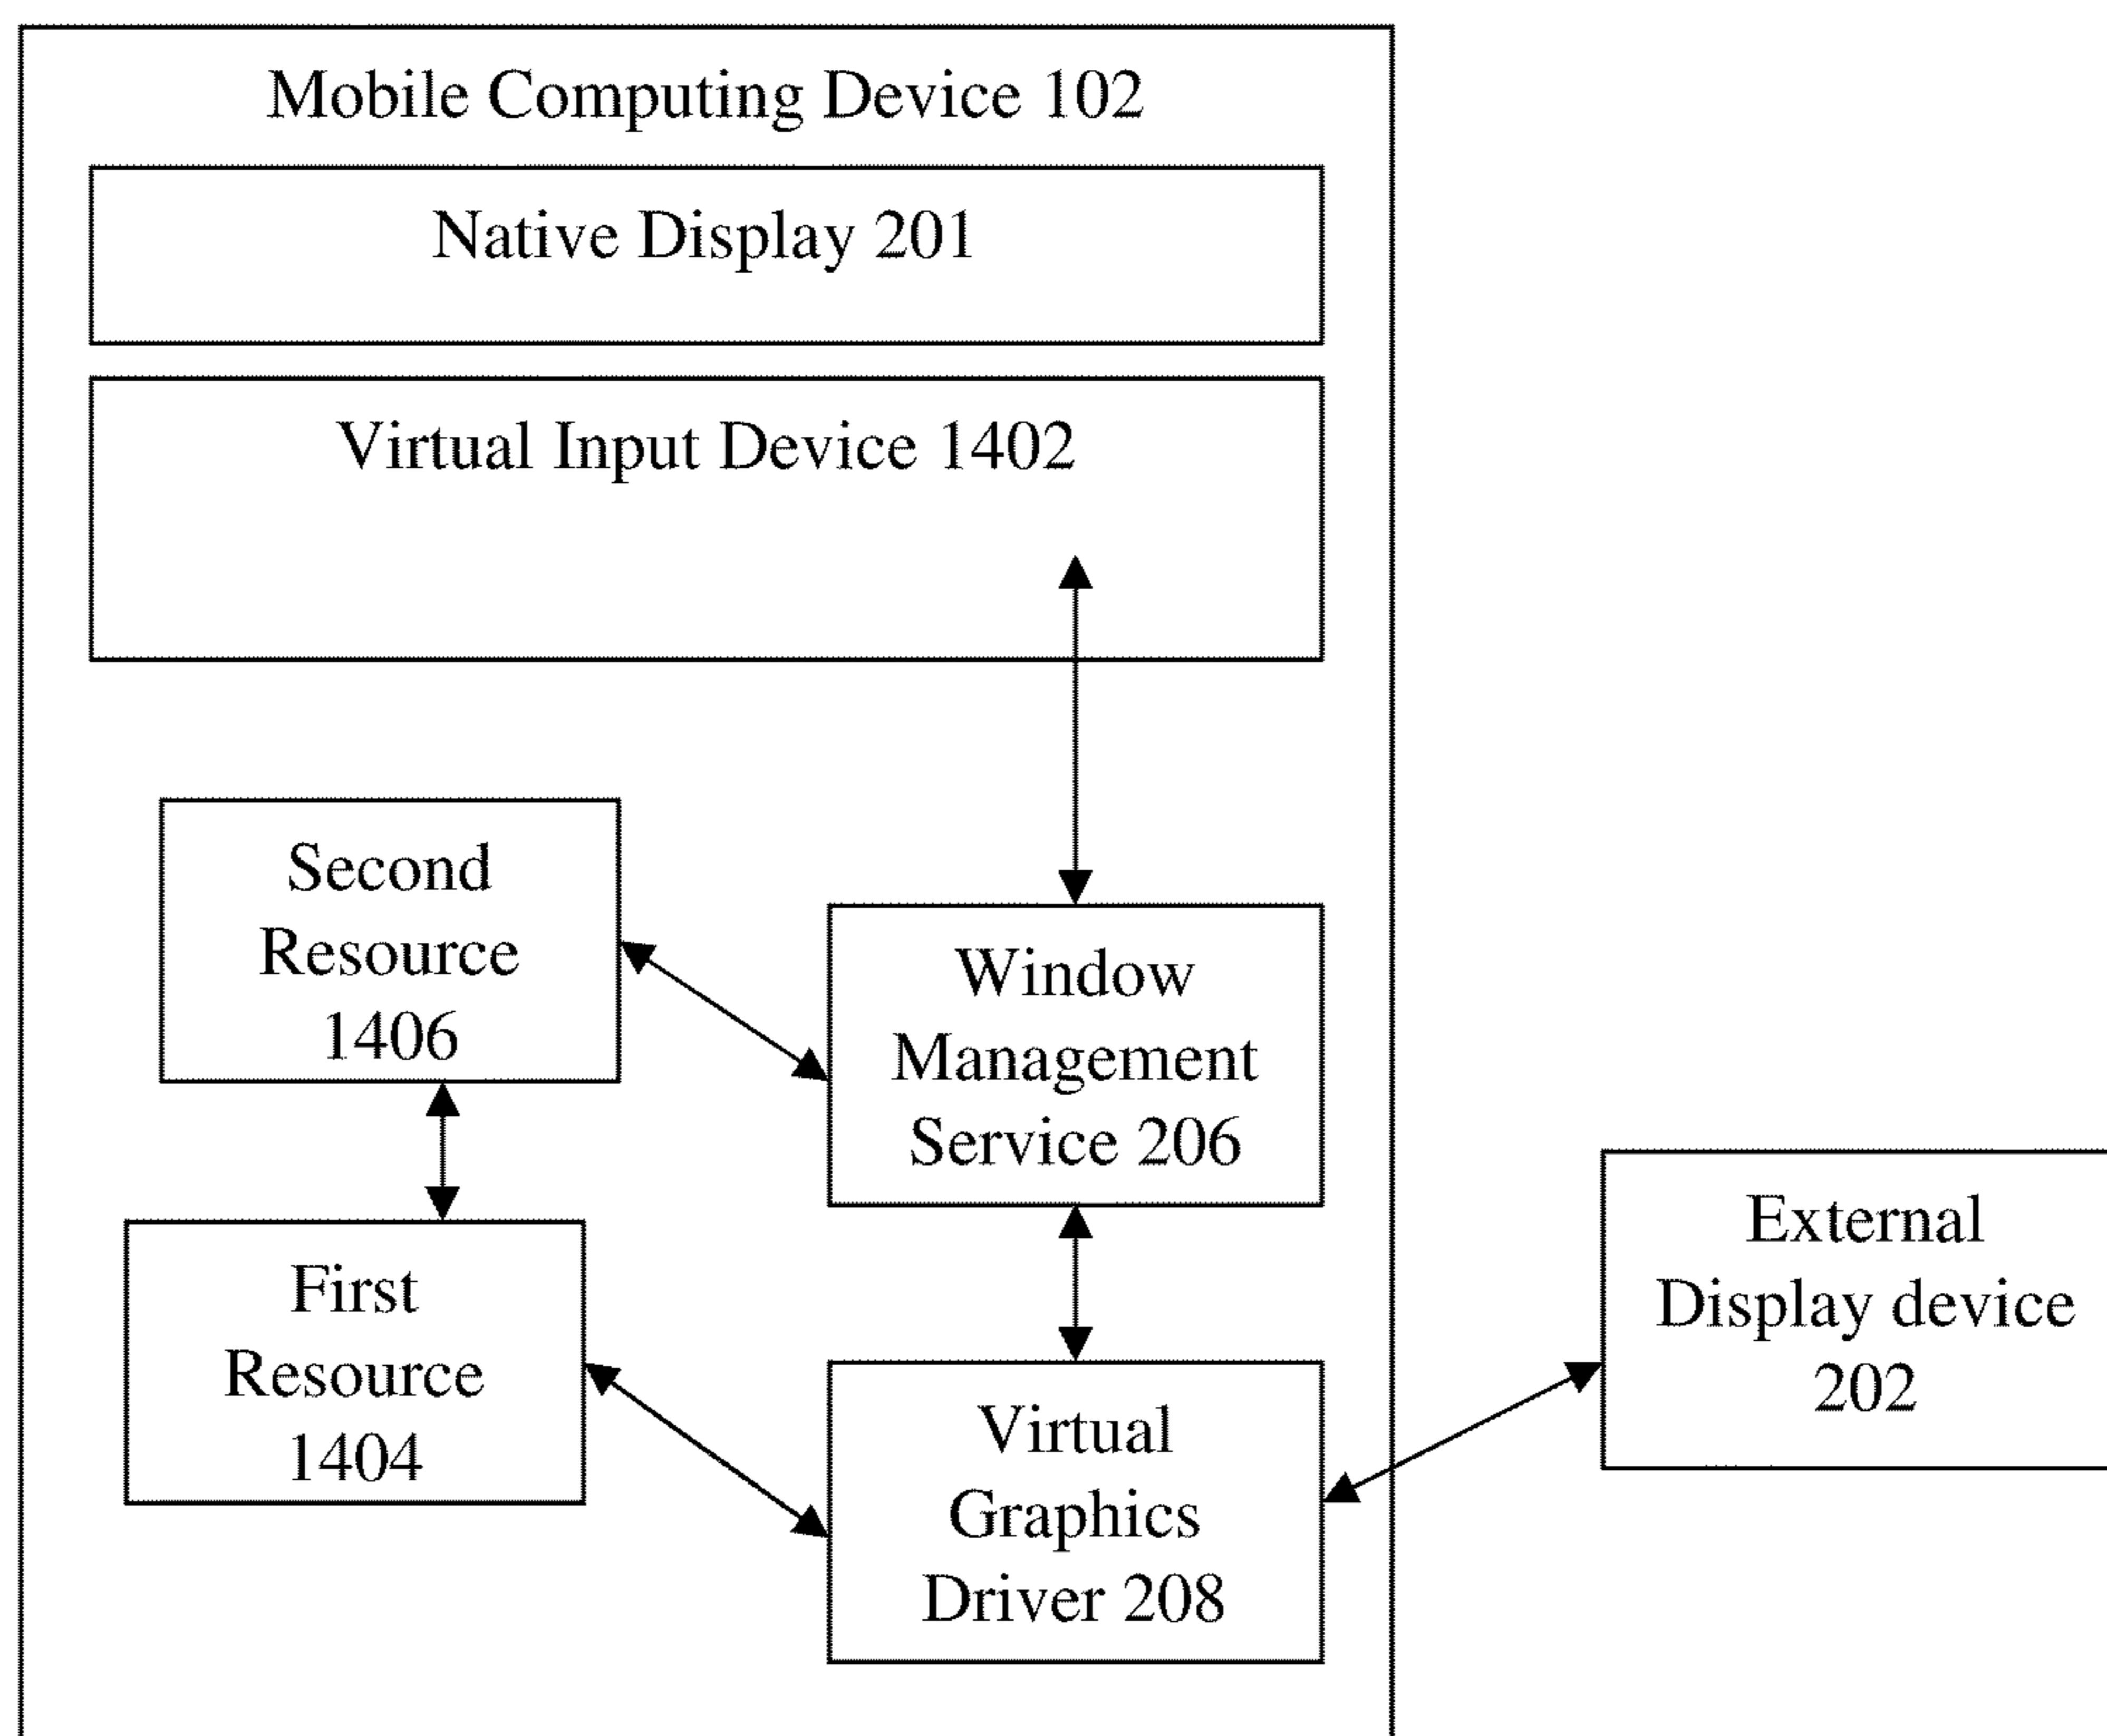 Mobile Computing Device 102
Native Display 201
Virtual Input Device 1402
Second
Resource
1406
Window
Management
Service 206
First
Resource
1404
Virtual
Graphics
Driver 208
External
Display device
202